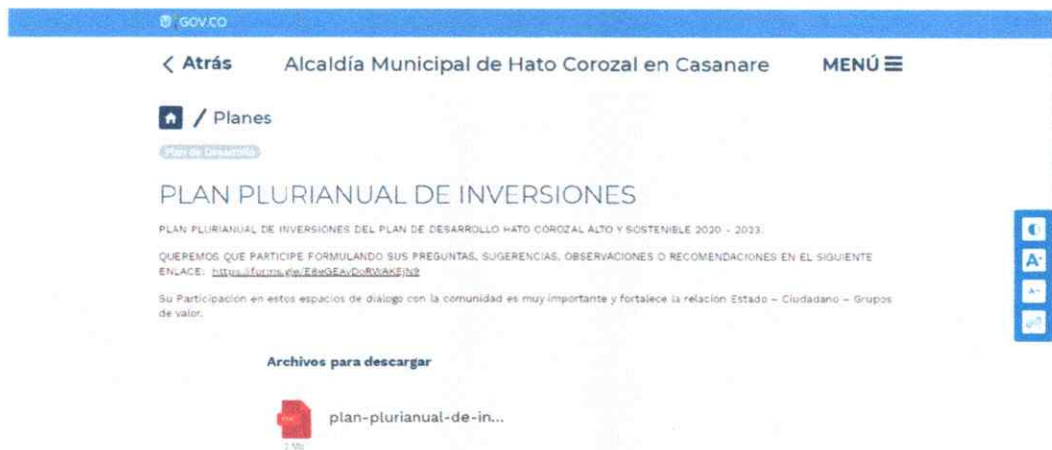 GOV.CO
Atrás
Alcaldía Municipal de Hato Corozal en Casanare
MENÚ
/ Planes
Plan de Desarrollo
PLAN PLURIANUAL DE INVERSIONES
PLAN PLURIANUAL DE INVERSIONES DEL PLAN DE DESARROLLO HATO COROZAL ALTO Y SOSTENIBLE 2020 - 2023.
QUEREMOS QUE PARTICIPE FORMULANDO SUS PREGUNTAS, SUGERENCIAS, OBSERVACIONES O RECOMENDACIONES EN EL SIGUIENTE
ENLACE:
Su Participación en estos espacios de diálogo con la comunidad es muy importante y fortalece la relación Estado – Ciudadano – Grupos
de valor.
Archivos para descargar
plan-plurianual-de-in...